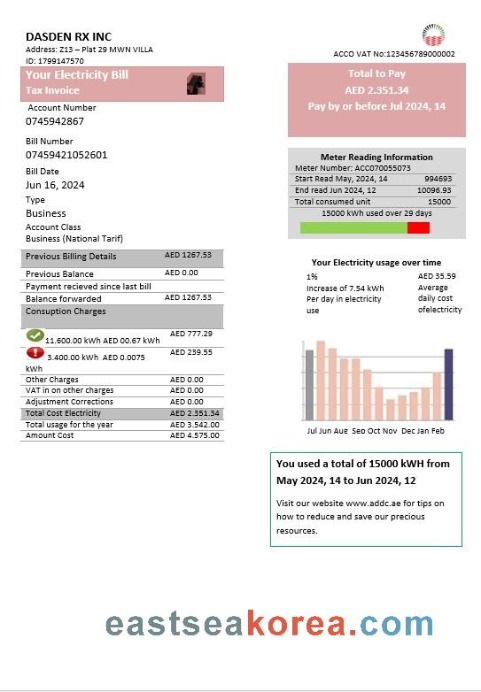 DASDEN RX INC
Address: Z13 – Plat 29 MWN VILLA
ID: 1799147570
Your Electricity Bill
Tax Invoice
Account Number
0745942867
Bill Number
07459421052601
Bill Date
Jun 16, 2024
Type
Business
Account Class
Business (National Tarif)
Previous Billing Details AED 1267.53
Previous Balance AED 0.00
Payment recieved since last bill
Balance forwarded AED 1267.53
Consuption Charges
11.600.00 kWh AED 00.67 kWh AED 777.29
3.400.00 kWh AED 0.0075 AED 239.55
kWh
Other Charges AED 0.00
VAT in on other charges AED 0.00
Adjustment Corrections AED 0.00
Total Cost Electricity AED 2.351.34
Total usage for the year AED 3.542.00
Amount Cost AED 4.575.00
ACCO VAT No:123456789000002
Total to Pay
AED 2.351.34
Pay by or before Jul 2024, 14
Meter Reading Information
Meter Number: ACC070055073
Start Read May, 2024, 14 994693
End read Jun 2024, 12 10096.93
Total consumed unit 15000
15000 kWh used over 29 days
Your Electricity usage over time
1% AED 35.59
Increase of 7.54 kWh Average
Per day in electricity daily cost
use ofelectricity
Jul Jun Aug Sep Oct Nov Dec Jan Feb
You used a total of 15000 kWH from
May 2024, 14 to Jun 2024, 12
Visit our website www.addc.ae for tips on
how to reduce and save our precious
resources.
eastseakorea.com